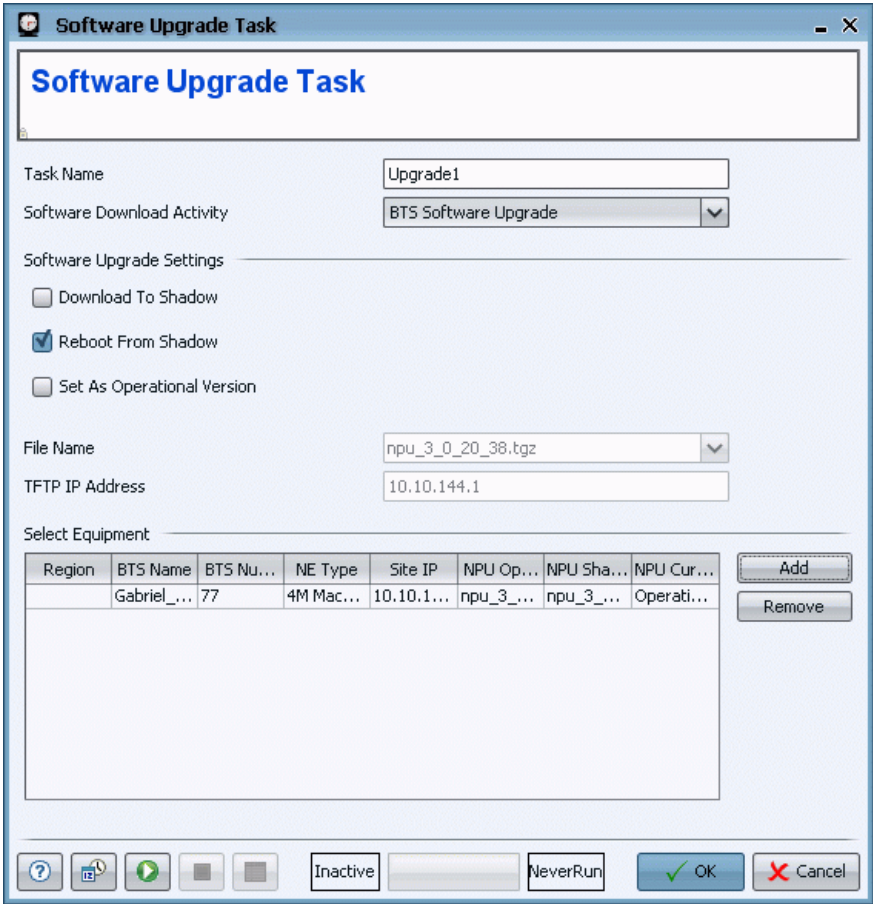 Software Upgrade Task
Software Upgrade Task
Task Name
Upgrade1
Software Download Activity
BTS Software Upgrade
Software Upgrade Settings
Download To Shadow
Reboot From Shadow
Set As Operational Version
File Name
npu_3_0_20_38.tgz
TFTP IP Address
10.10.144.1
Select Equipment
Region BTS Name BTS Nu... NE Type Site IP NPU Op... NPU Sha... NPU Cur...
Gabriel_... 77 4M Mac... 10.10.1... npu_3_... npu_3_... Operati...
Add
Remove
Inactive NeverRun OK Cancel